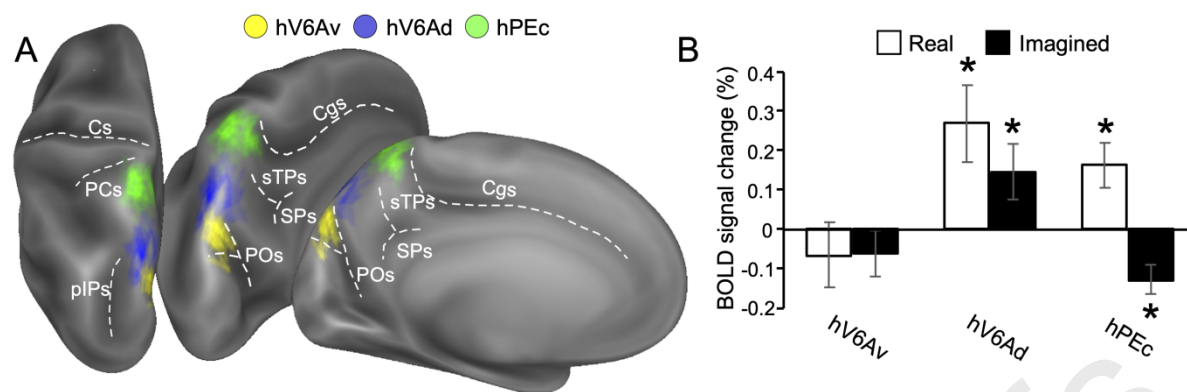 hV6Av hV6Ad hPEc
A
Cs
PCs
pIPs
Cgs
sTPs
SPs
POs
Cgs
sTPs
SPs
POs
B
Real Imagined
BOLD signal change (%)
0.4
0.3
0.2
0.1
0
-0.1
-0.2
*
*
*
*
hV6Av
hV6Ad
hPEc